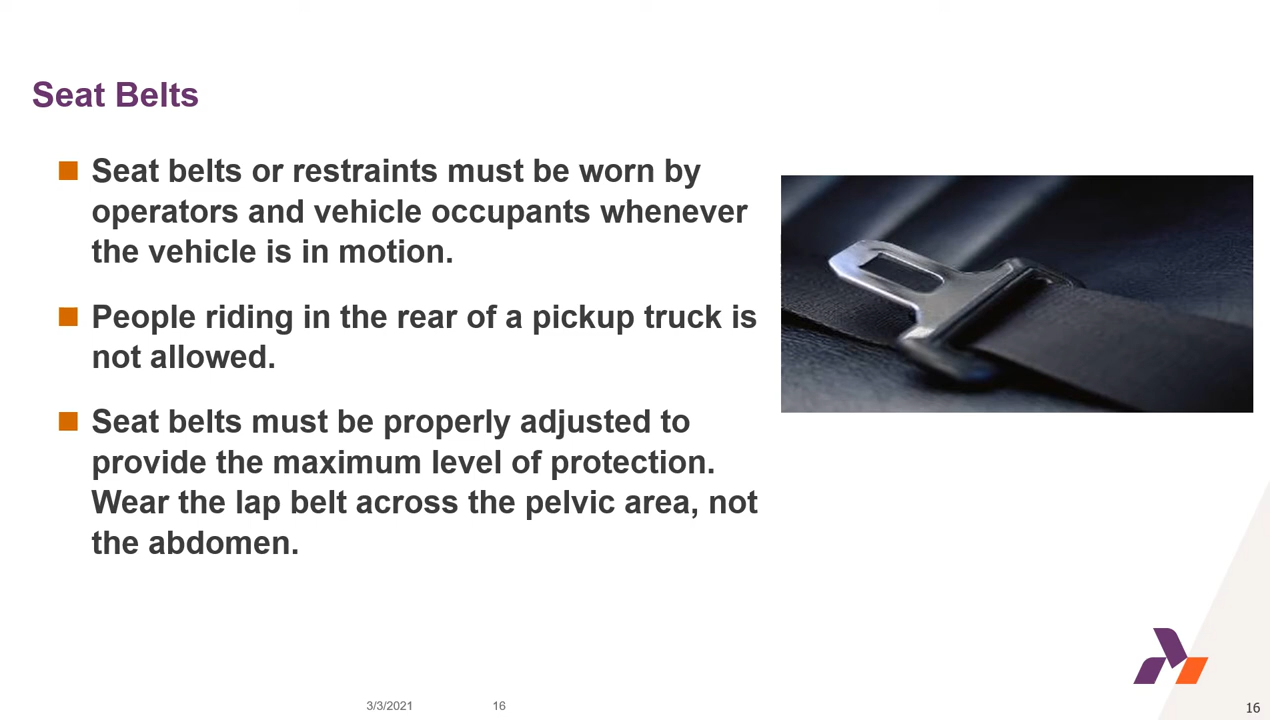 Seat Belts
Seat belts or restraints must be worn by
operators and vehicle occupants whenever
the vehicle is in motion.
People riding in the rear of a pickup truck is
not allowed.
Seat belts must be properly adjusted to
provide the maximum level of protection.
Wear the lap belt across the pelvic area, not
the abdomen.
3/3/2021
16
16